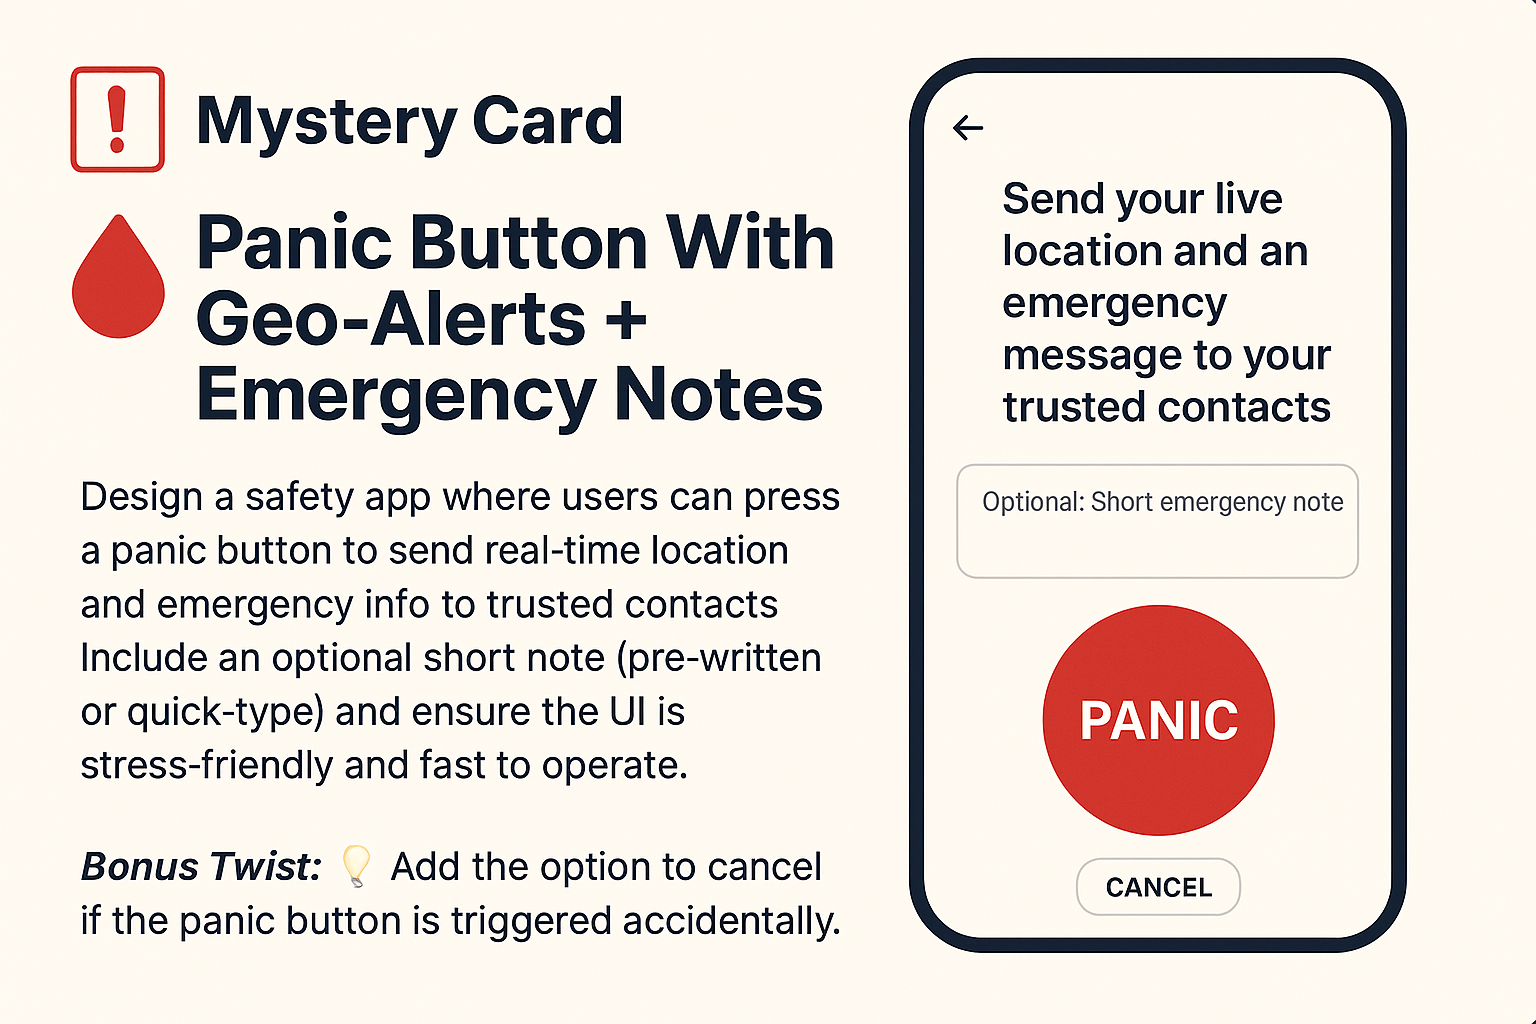 Mystery Card
Panic Button With
Geo-Alerts +
Emergency Notes
Design a safety app where users can press
a panic button to send real-time location
and emergency info to trusted contacts
Include an optional short note (pre-written
or quick-type) and ensure the UI is
stress-friendly and fast to operate.
Bonus Twist: 💡 Add the option to cancel
if the panic button is triggered accidentally.
Send your live
location and an
emergency
message to your
trusted contacts
Optional: Short emergency note
PANIC
CANCEL